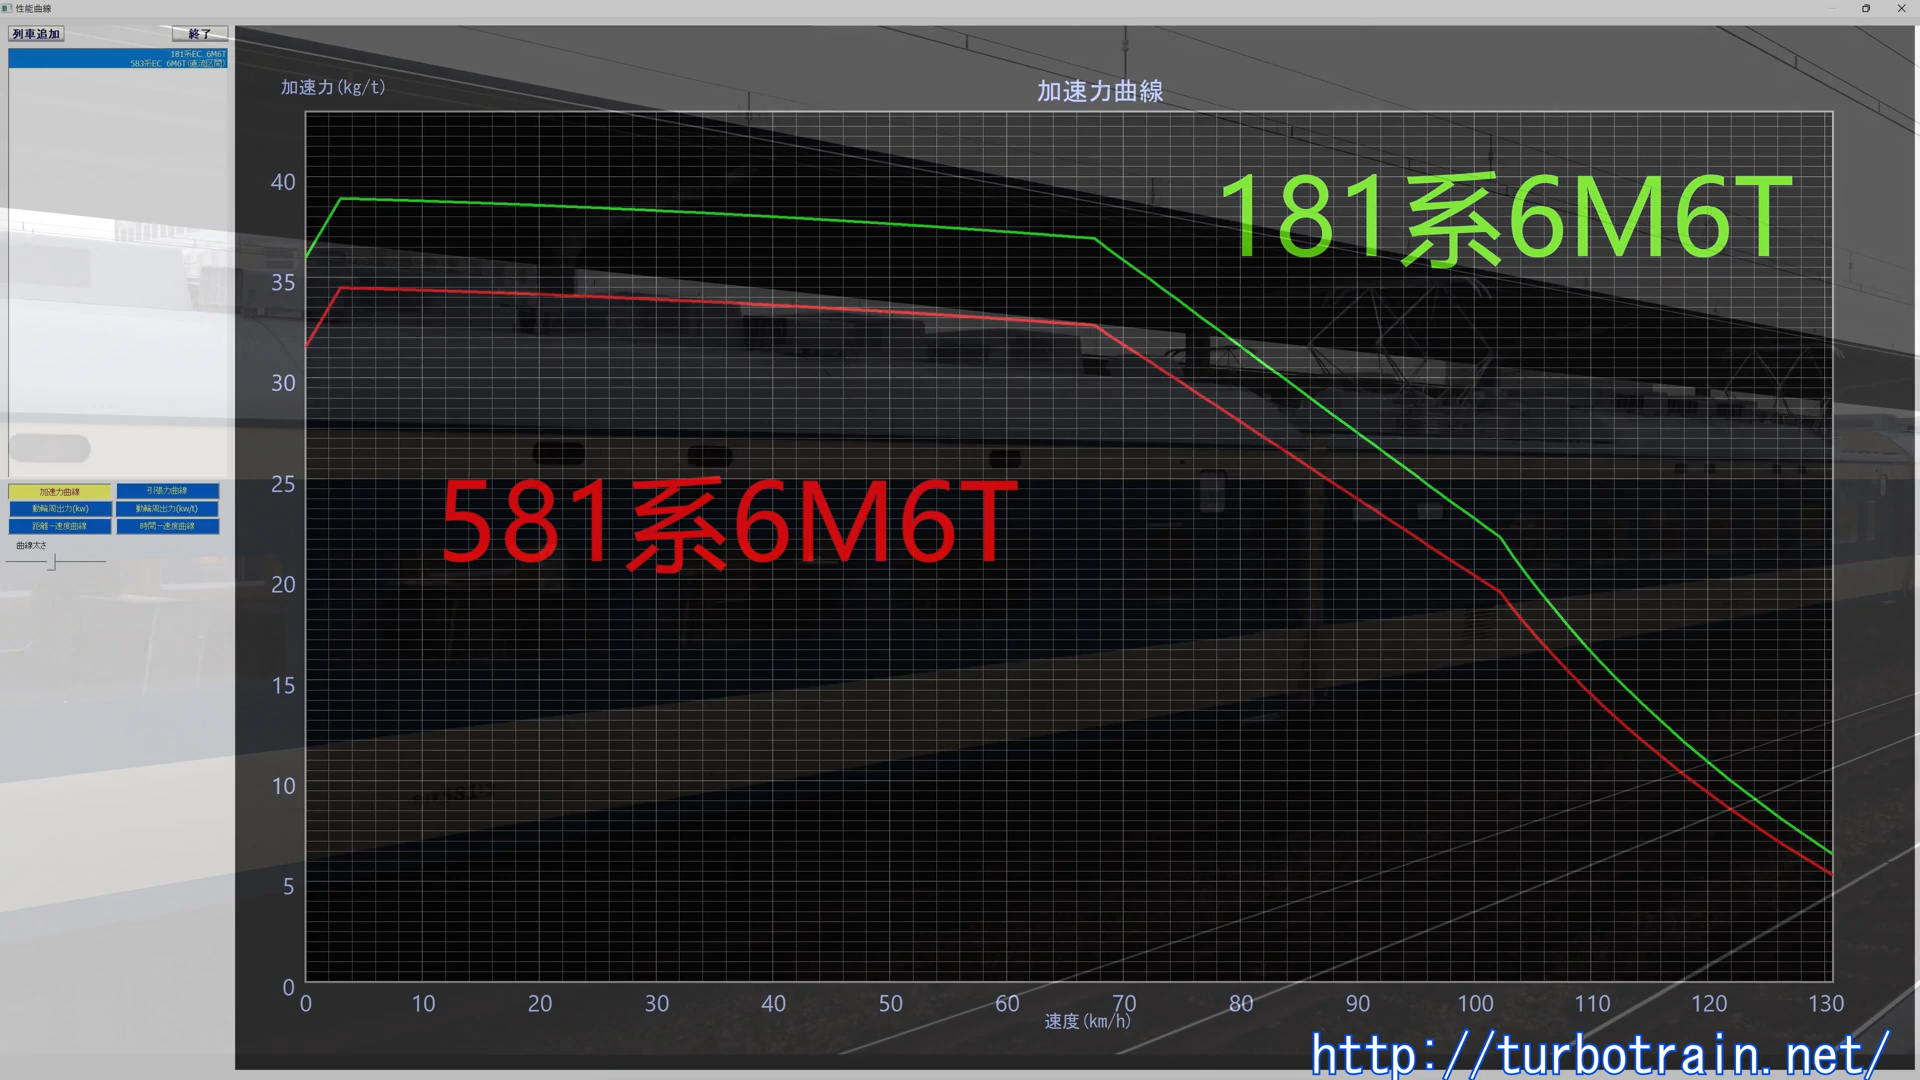 性能曲線
列車追加 終了
181系EC 6M6T
583系EC 6M6T(直流区間)
加速力曲線 引張力曲線
動輪周出力(kw) 動輪周出力(kw/t)
距離ー速度曲線 時間ー速度曲線
曲線太さ
加速力(kg/t)
加速力曲線
181系6M6T
581系6M6T
40
35
30
25
20
15
10
5
0
0 10 20 30 40 50 60 70 80 90 100 110 120 130
速度(km/h)
http://turbotrain.net/